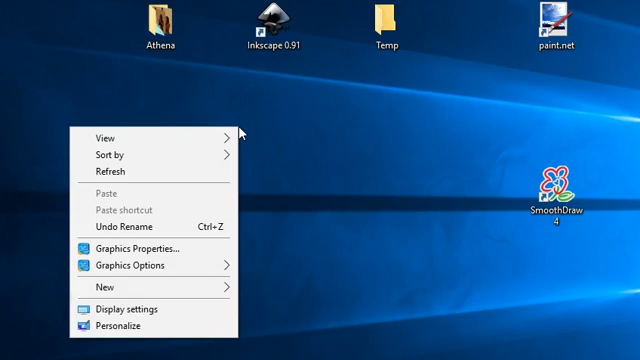 Athena
Inkscape 0.91
Temp
paint.net
View
Sort by
Refresh
Paste
Paste shortcut
Undo Rename Ctrl+Z
Graphics Properties...
Graphics Options
New
Display settings
Personalize
SmoothDraw
4